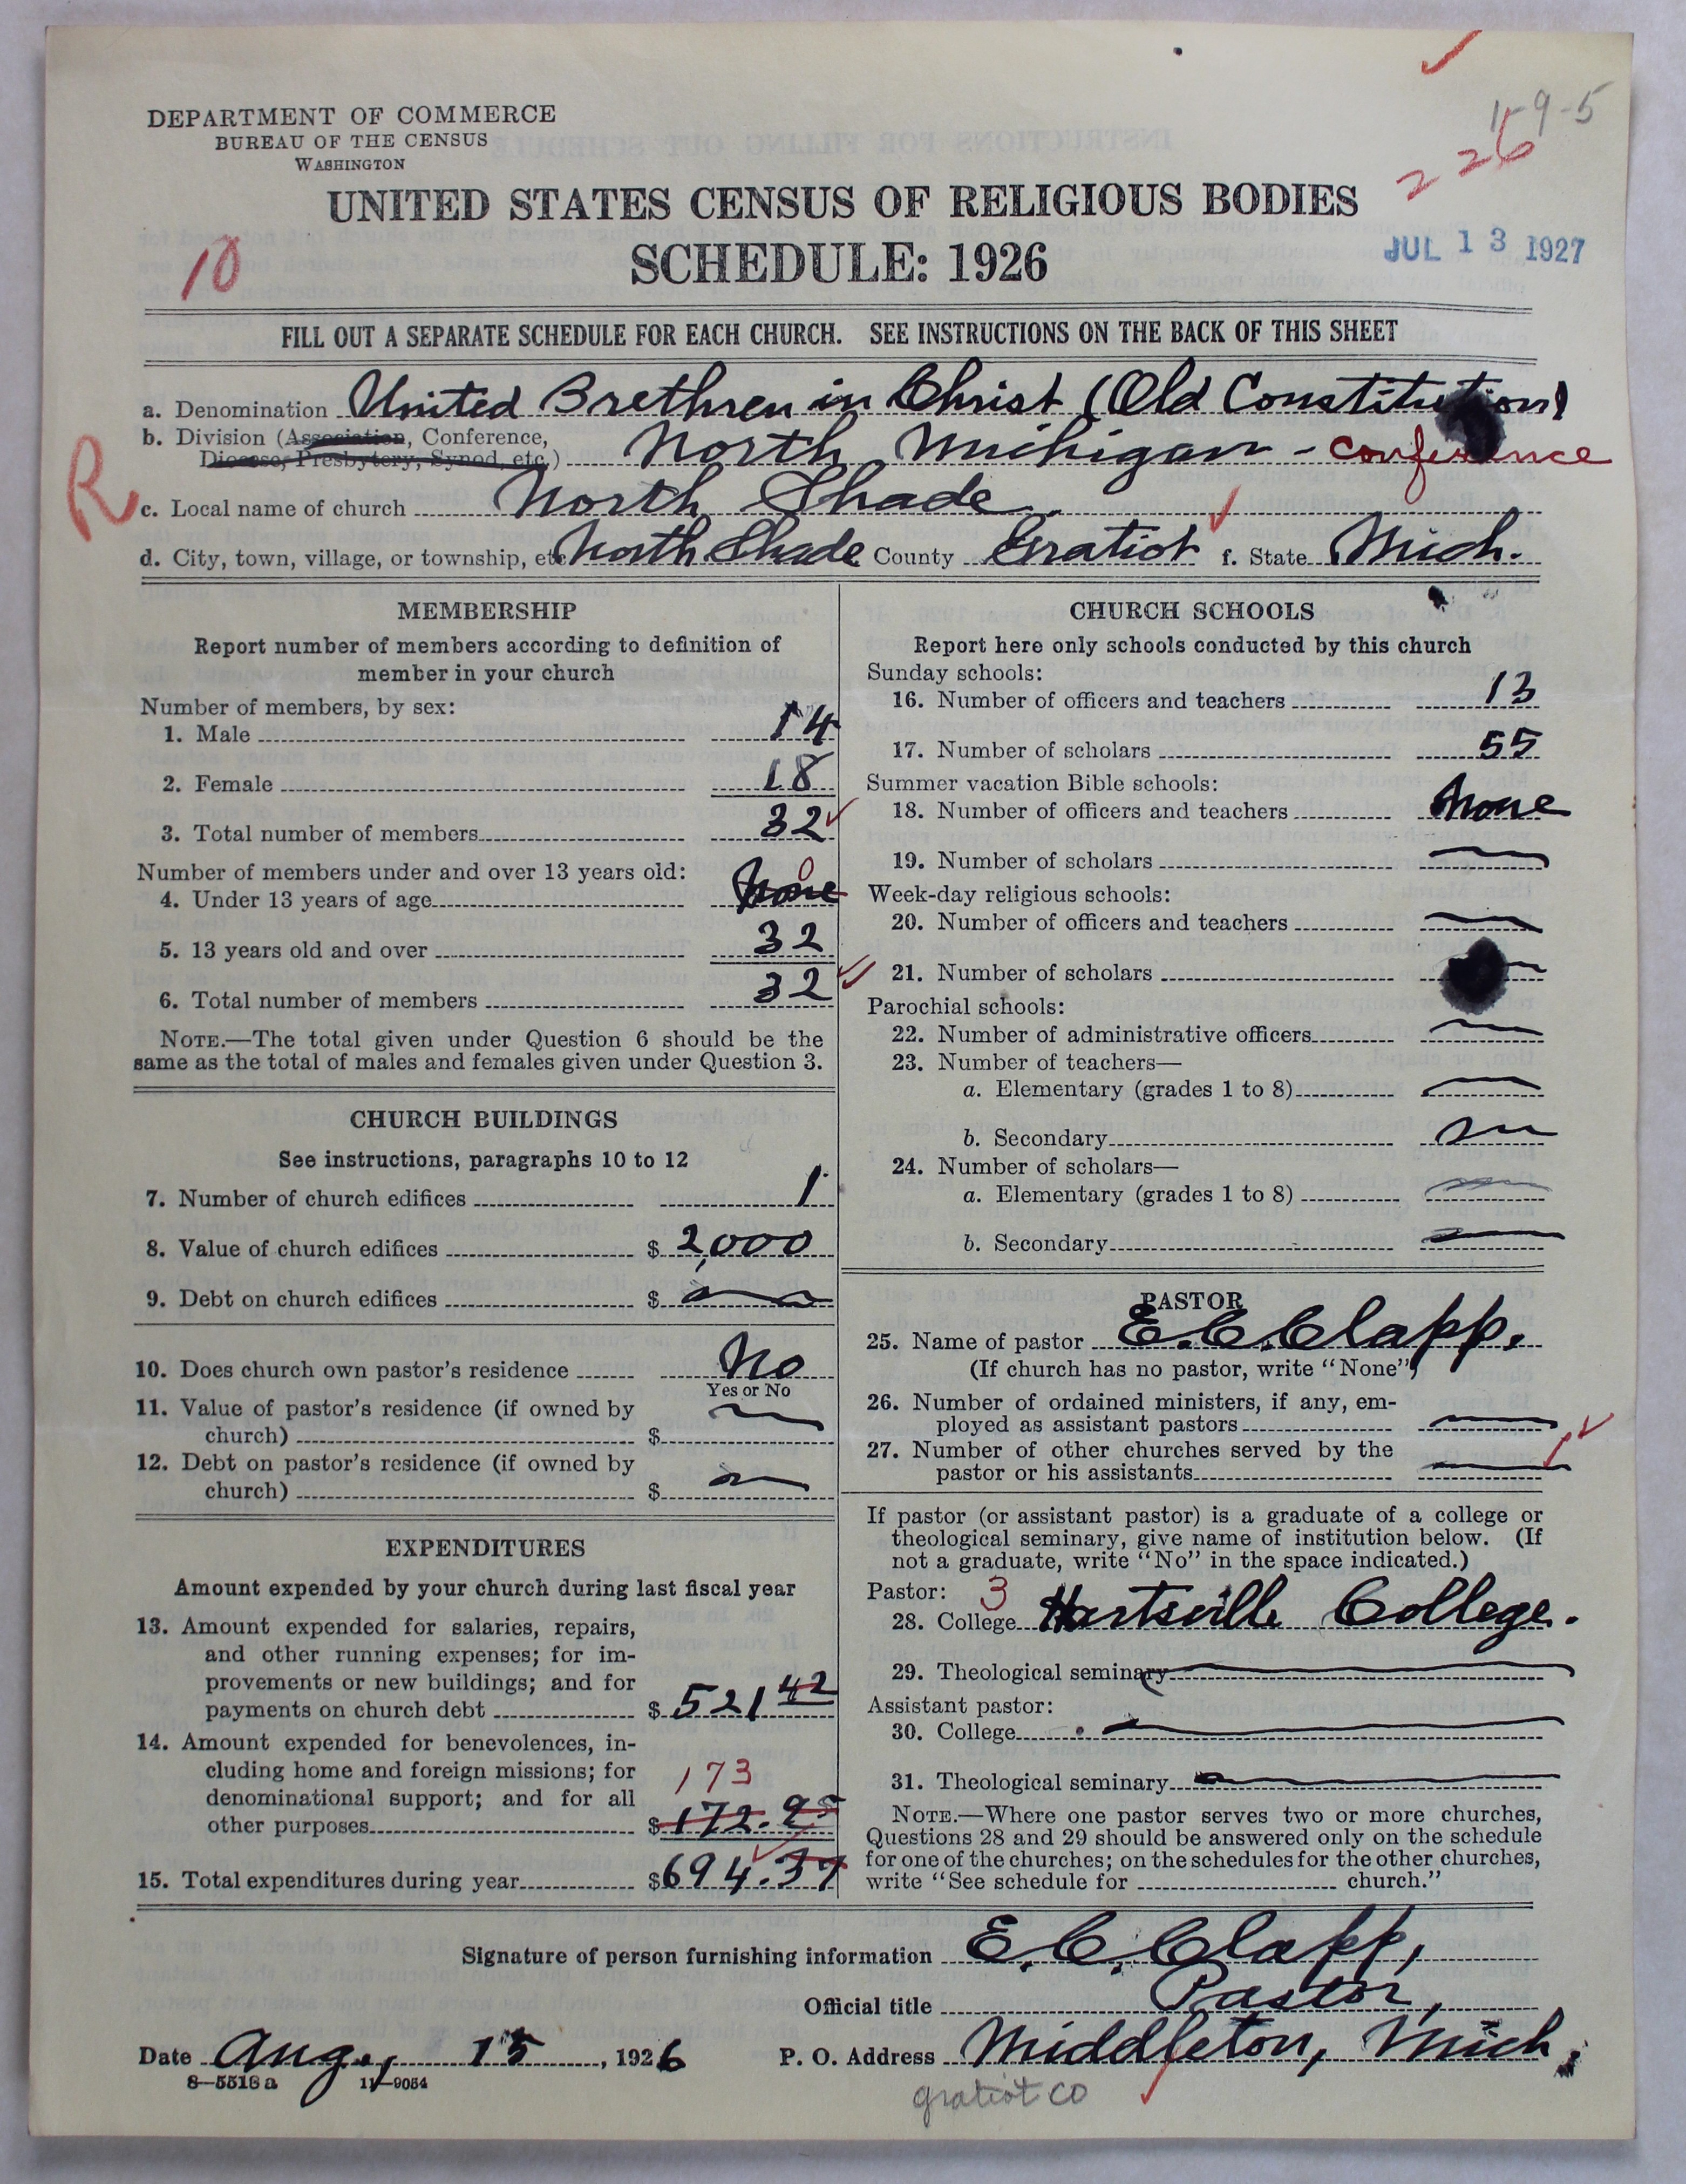 1-9-5
226
DEPARTMENT OF COMMERCE
BUREAU OF THE CENSUS
WASHINGTON
UNITED STATES CENSUS OF RELIGIOUS BODIES
SCHEDULE: 1926
10
JUL 13 1927
FILL OUT A SEPARATE SCHEDULE FOR EACH CHURCH. SEE INSTRUCTIONS ON THE BACK OF THIS SHEET
a. Denomination United Brethren in Christ (Old Constitution)
b. Division (Association, Conference,
Diocese, Presbytery, Synod, etc.) North Michigan - Conference
R
c. Local name of church North Shade.
d. City, town, village, or township, etc North Shade County Gratiot f. State Mich.
MEMBERSHIP
Report number of members according to definition of
member in your church
Number of members, by sex:
1. Male 14
2. Female 18
3. Total number of members 32
Number of members under and over 13 years old:
4. Under 13 years of age None 0
5. 13 years old and over 32
6. Total number of members 32
NOTE.—The total given under Question 6 should be the
same as the total of males and females given under Question 3.
CHURCH BUILDINGS
See instructions, paragraphs 10 to 12
7. Number of church edifices 1
8. Value of church edifices $ 2,000
9. Debt on church edifices $
10. Does church own pastor's residence No
Yes or No
11. Value of pastor's residence (if owned by
church) $
12. Debt on pastor's residence (if owned by
church) $
EXPENDITURES
Amount expended by your church during last fiscal year
13. Amount expended for salaries, repairs,
and other running expenses; for im-
provements or new buildings; and for
payments on church debt $ 521 42
14. Amount expended for benevolences, in-
cluding home and foreign missions; for
denominational support; and for all
173
other purposes $ 172.95
15. Total expenditures during year $694.37
CHURCH SCHOOLS
Report here only schools conducted by this church
Sunday schools:
16. Number of officers and teachers 13
17. Number of scholars 55
Summer vacation Bible schools:
18. Number of officers and teachers None
19. Number of scholars
Week-day religious schools:
20. Number of officers and teachers
21. Number of scholars
Parochial schools:
22. Number of administrative officers
23. Number of teachers—
a. Elementary (grades 1 to 8)
b. Secondary
24. Number of scholars—
a. Elementary (grades 1 to 8)
b. Secondary
PASTOR
25. Name of pastor E. C. Clapp.
(If church has no pastor, write "None")
26. Number of ordained ministers, if any, em-
ployed as assistant pastors
27. Number of other churches served by the
pastor or his assistants
If pastor (or assistant pastor) is a graduate of a college or
theological seminary, give name of institution below. (If
not a graduate, write "No" in the space indicated.)
Pastor: 3
28. College Hartsville College.
29. Theological seminary
Assistant pastor:
30. College
31. Theological seminary
NOTE.—Where one pastor serves two or more churches,
Questions 28 and 29 should be answered only on the schedule
for one of the churches; on the schedules for the other churches,
write "See schedule for church."
Signature of person furnishing information E. C. Clapp,
Official title Pastor,
Date Aug., 15, 1926 P. O. Address Middleton, Mich.
8-5518a 11-9054
gratiot co